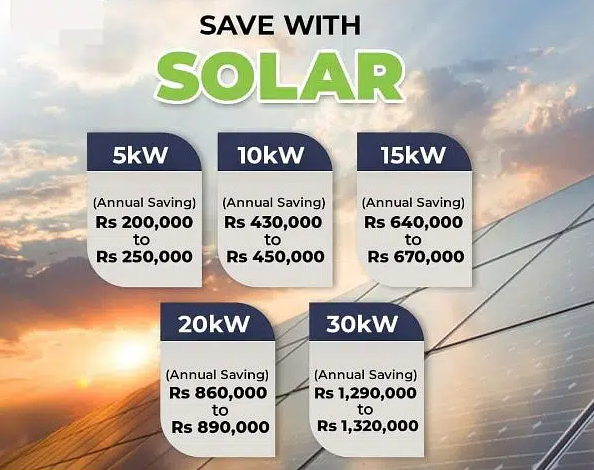 SAVE WITH
SOLAR
5kW
(Annual Saving)
Rs 200,000
to
Rs 250,000
10kW
(Annual Saving)
Rs 430,000
to
Rs 450,000
15kW
(Annual Saving)
Rs 640,000
to
Rs 670,000
20kW
(Annual Saving)
Rs 860,000
to
Rs 890,000
30kW
(Annual Saving)
Rs 1,290,000
to
Rs 1,320,000